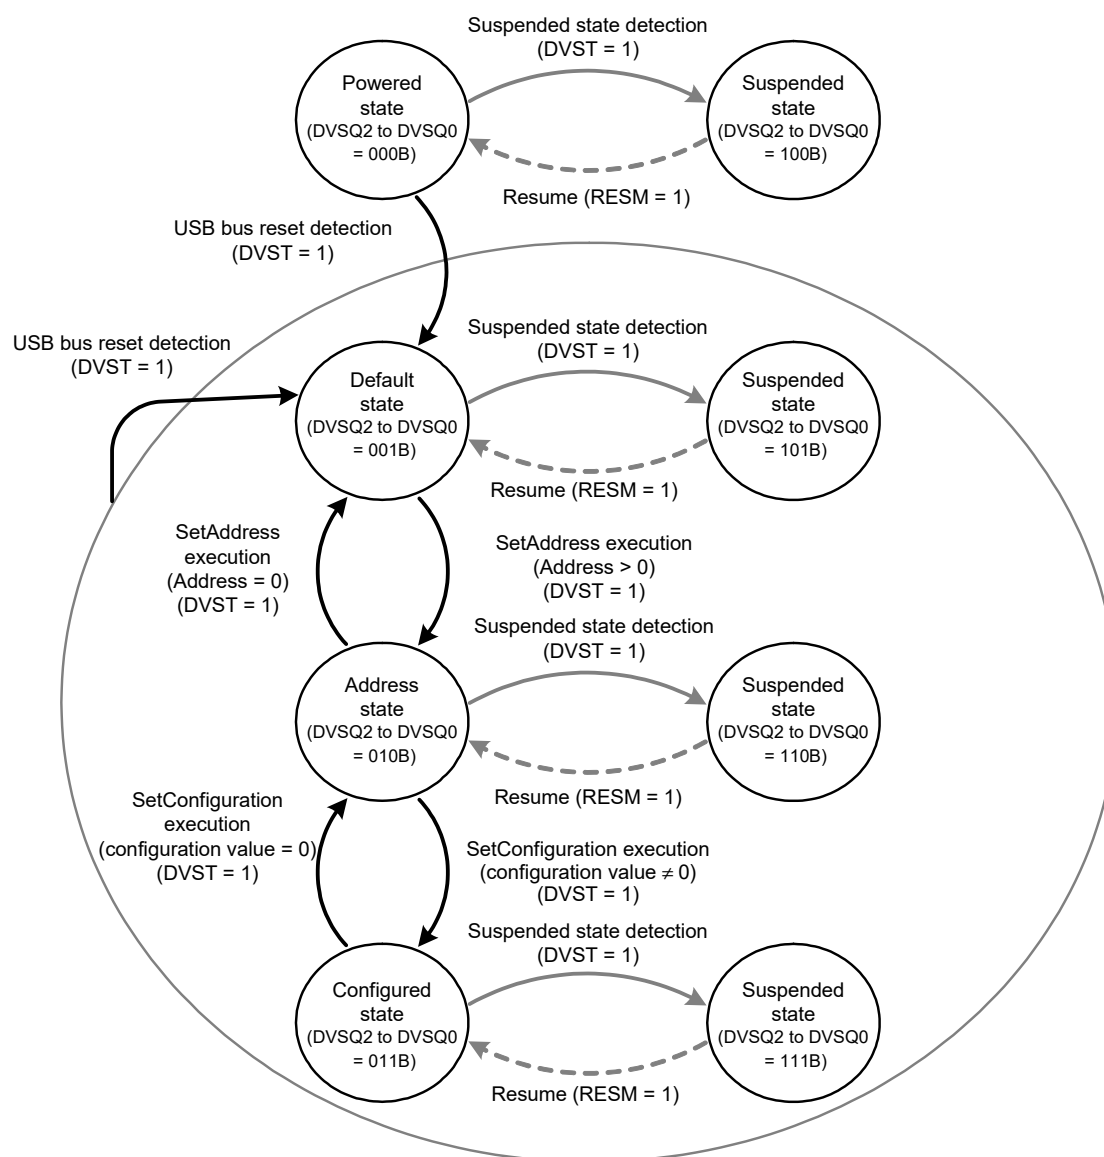 Suspended state detection
(DVST = 1)
Powered
state
(DVSQ2 to DVSQ0
= 000B)
Suspended
state
(DVSQ2 to DVSQ0
= 100B)
Resume (RESM = 1)
USB bus reset detection
(DVST = 1)
USB bus reset detection
(DVST = 1)
Suspended state detection
(DVST = 1)
Default
state
(DVSQ2 to DVSQ0
= 001B)
Suspended
state
(DVSQ2 to DVSQ0
= 101B)
Resume (RESM = 1)
SetAddress
execution
(Address = 0)
(DVST = 1)
SetAddress execution
(Address > 0)
(DVST = 1)
Suspended state detection
(DVST = 1)
Address
state
(DVSQ2 to DVSQ0
= 010B)
Suspended
state
(DVSQ2 to DVSQ0
= 110B)
Resume (RESM = 1)
SetConfiguration
execution
(configuration value = 0)
(DVST = 1)
SetConfiguration execution
(configuration value ≠ 0)
(DVST = 1)
Suspended state detection
(DVST = 1)
Configured
state
(DVSQ2 to DVSQ0
= 011B)
Suspended
state
(DVSQ2 to DVSQ0
= 111B)
Resume (RESM = 1)